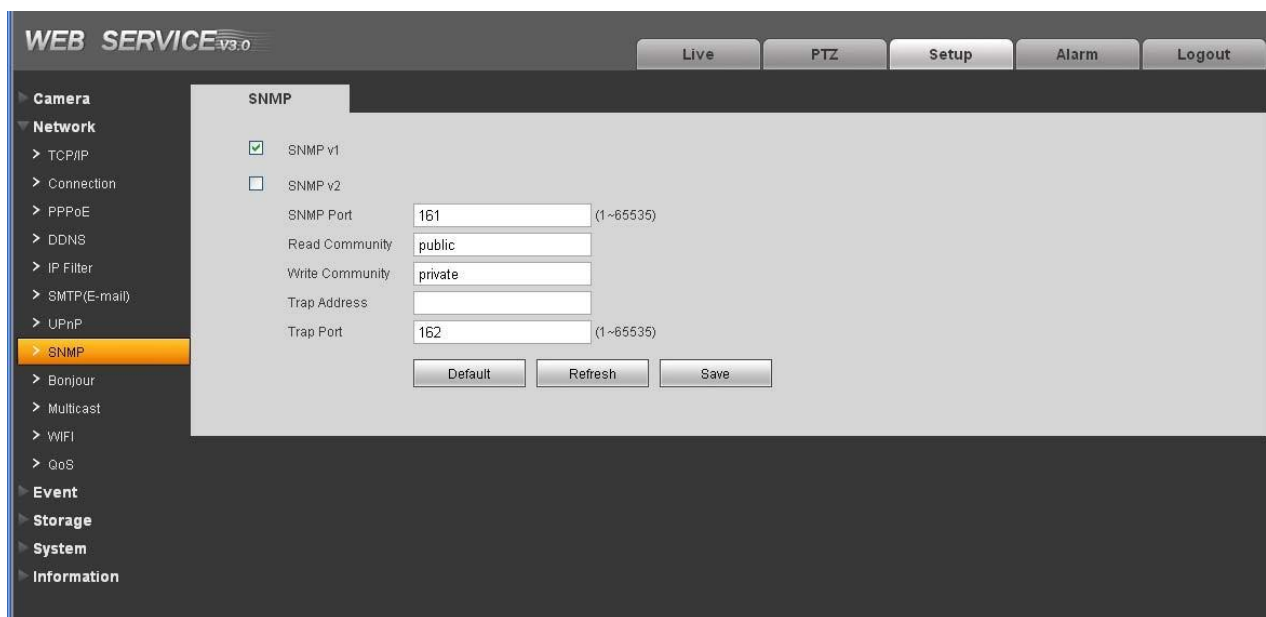 WEB SERVICE V3.0
Live
PTZ
Setup
Alarm
Logout
Camera
Network
> TCP/IP
> Connection
> PPPoE
> DDNS
> IP Filter
> SMTP(E-mail)
> UPnP
> SNMP
> Bonjour
> Multicast
> WIFI
> QoS
Event
Storage
System
Information
SNMP
SNMP v1
SNMP v2
SNMP Port 161 (1~65535)
Read Community public
Write Community private
Trap Address
Trap Port 162 (1~65535)
Default Refresh Save